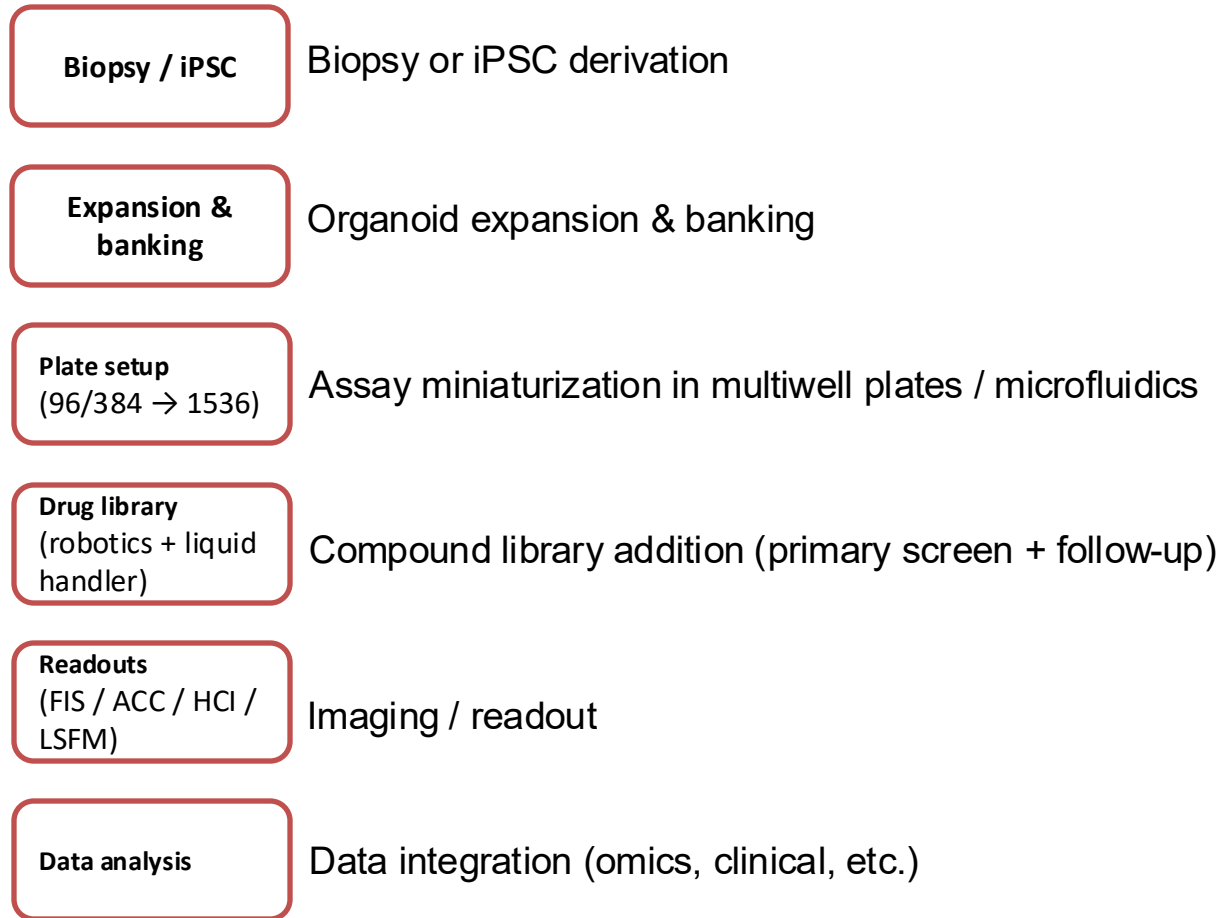 Biopsy / iPSC
Biopsy or iPSC derivation
Expansion &
banking
Organoid expansion & banking
Plate setup
(96/384 → 1536)
Assay miniaturization in multiwell plates / microfluidics
Drug library
(robotics + liquid
handler)
Compound library addition (primary screen + follow-up)
Readouts
(FIS / ACC / HCI /
LSFM)
Imaging / readout
Data analysis
Data integration (omics, clinical, etc.)